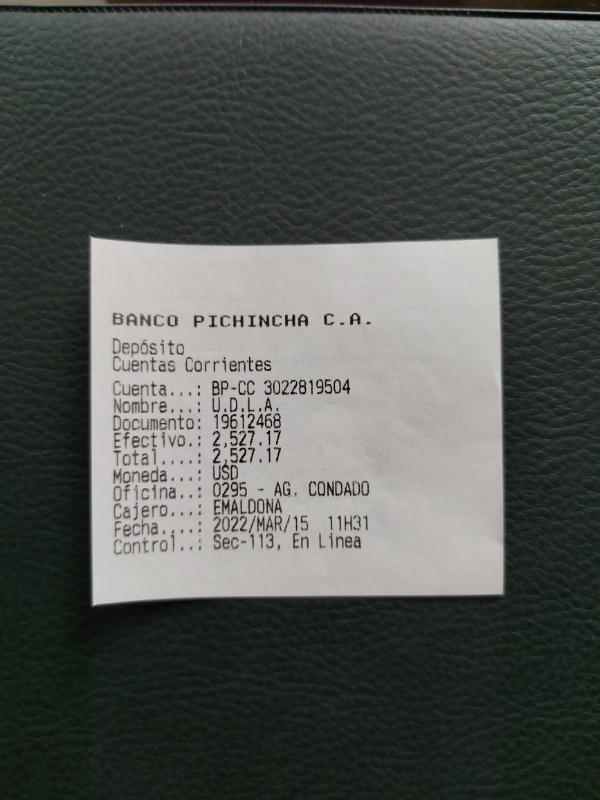 BANCO PICHINCHA C.A.
Depósito
Cuentas Corrientes
Cuenta...: BP-CC 3022819504
Nombre...: U.D.L.A.
Documento: 19612468
Efectivo.: 2,527.17
Total....: 2,527.17
Moneda...: USD
Oficina..: 0295 - AG. CONDADO
Cajero...: EMALDONA
Fecha....: 2022/MAR/15 11H31
Control..: Sec-113, En Linea